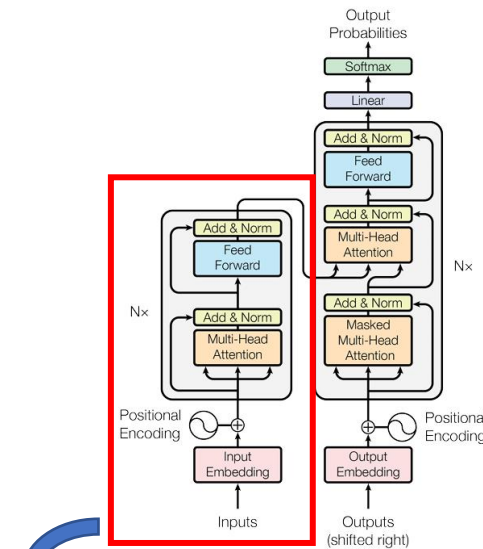 Output
Probabilities
Softmax
Linear
Add & Norm
Feed
Forward
Add & Norm
Multi-Head
Attention
Nx
Add & Norm
Masked
Multi-Head
Attention
Positiona
Encoding
Output
Embedding
Outputs
(shifted right)
Add & Norm
Feed
Forward
Nx
Add & Norm
Multi-Head
Attention
Positional
Encoding
Input
Embedding
Inputs